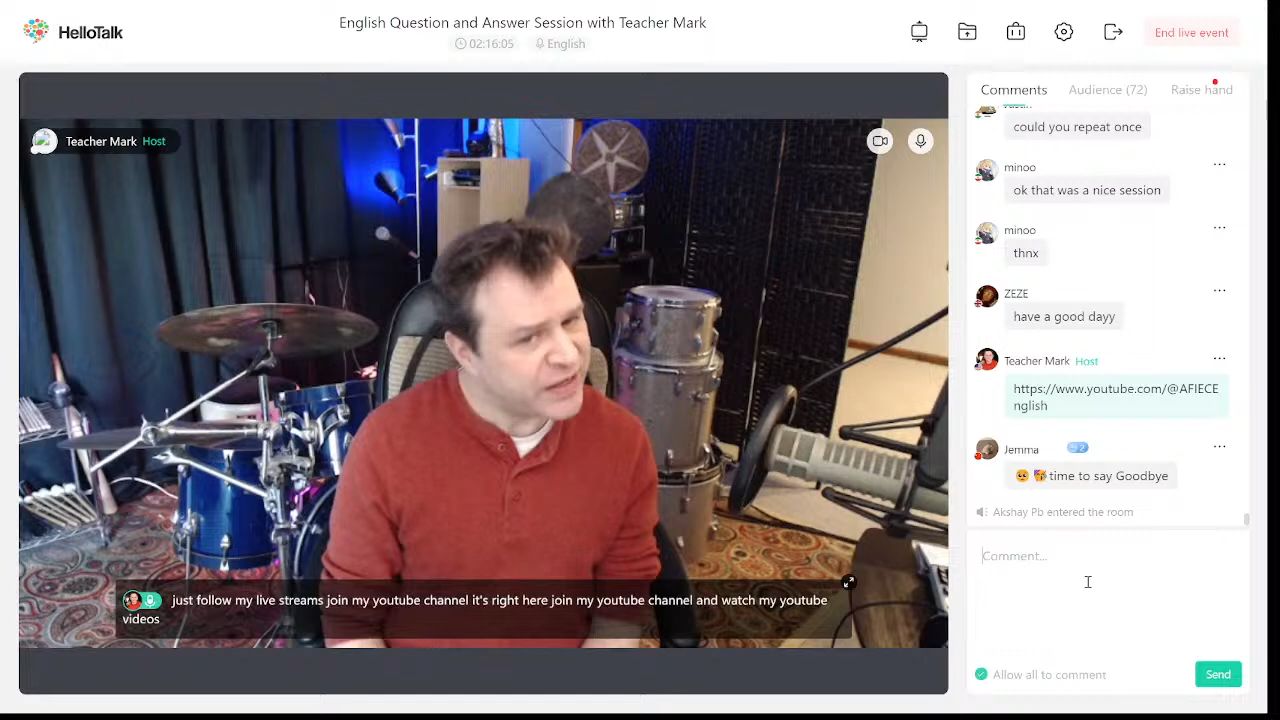 HelloTalk
English Question and Answer Session with Teacher Mark
02:16:05
English
End live event
Teacher Mark Host
just follow my live streams join my youtube channel it's right here join my youtube channel and watch my youtube
videos
Comments
Audience (72)
Raise hand
could you repeat once
minoo
ok that was a nice session
minoo
thnx
ZEZE
have a good dayy
Teacher Mark Host
https://www.youtube.com/@AFIECE
nglish
Jemma
2
🥺 🥳 time to say Goodbye
Akshay Pb entered the room
Comment...
Allow all to comment
Send